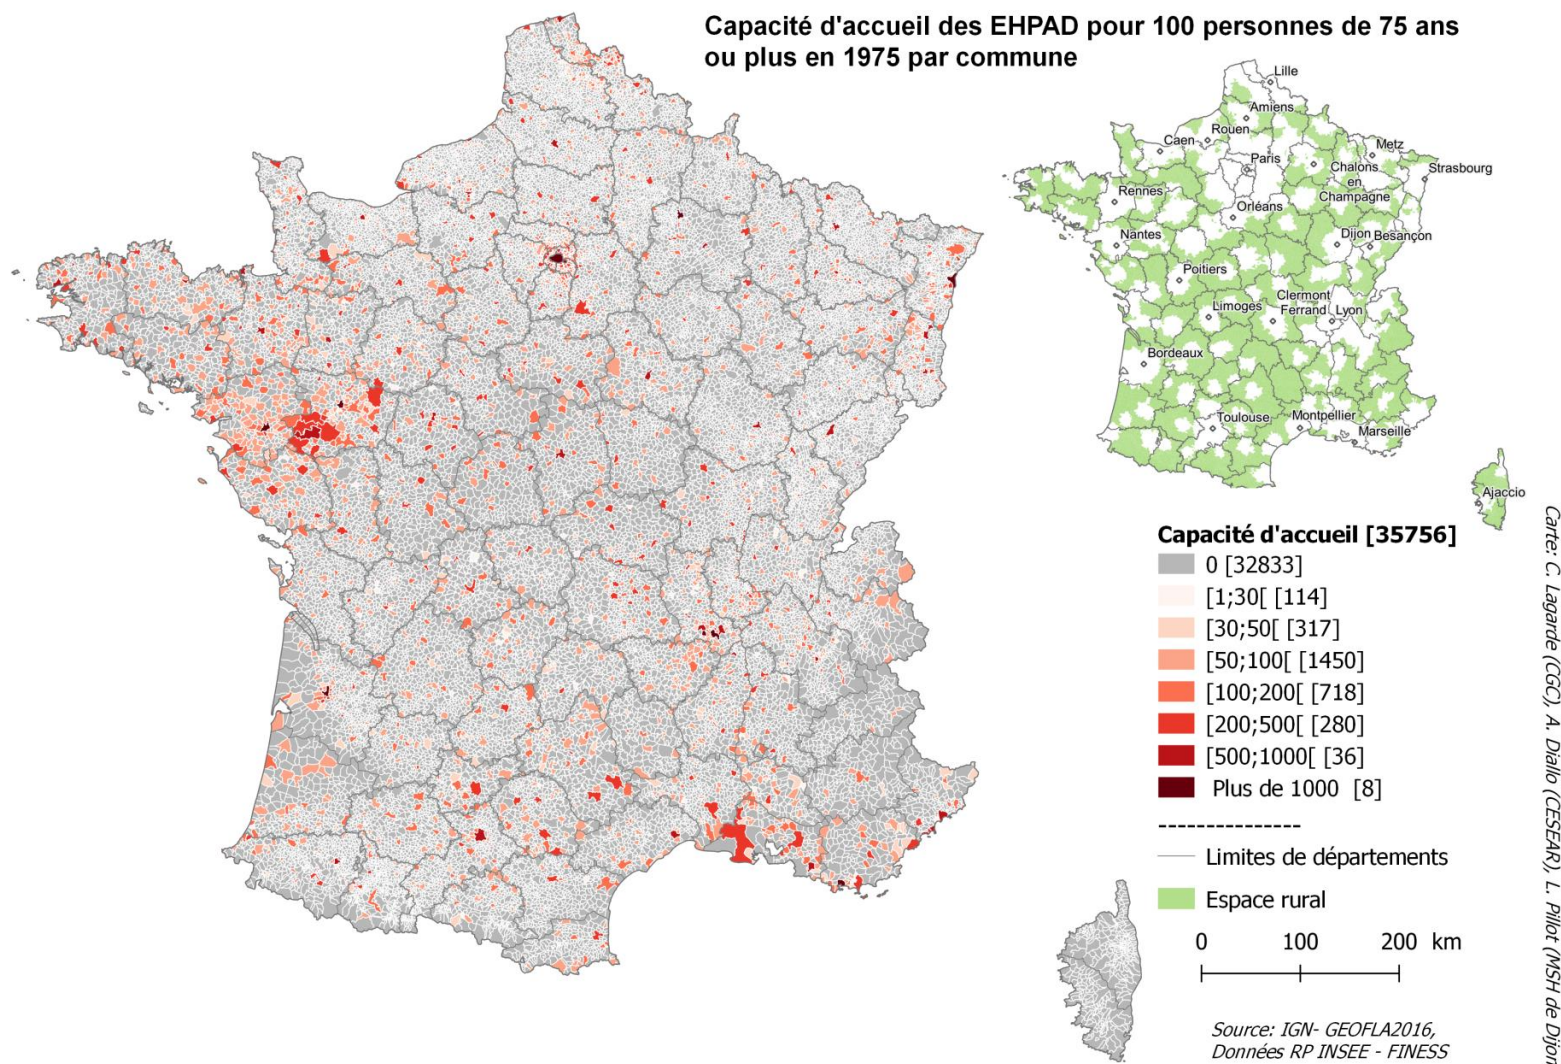 Capacité d'accueil des EHPAD pour 100 personnes de 75 ans
ou plus en 1975 par commune
Lille
Amiens
Rouen
Caen
Paris
Metz
Strasbourg
Chalons
en
Champagne
Rennes
Orléans
Nantes
Dijon
Besançon
Poitiers
Limoges
Clermont
Ferrand
Lyon
Bordeaux
Toulouse
Montpellier
Marseille
Ajaccio
Capacité d'accueil [35756]
0 [32833]
[1;30[ [114]
[30;50[ [317]
[50;100[ [1450]
[100;200[ [718]
[200;500[ [280]
[500;1000[ [36]
Plus de 1000 [8]
---------------
Limites de départements
Espace rural
0 100 200 km
Source: IGN- GEOFLA2016,
Données RP INSEE - FINESS
Carte: C. Lagarde (CGC), A. Diallo (CESEAR), L. Pillot (MSH de Dijon